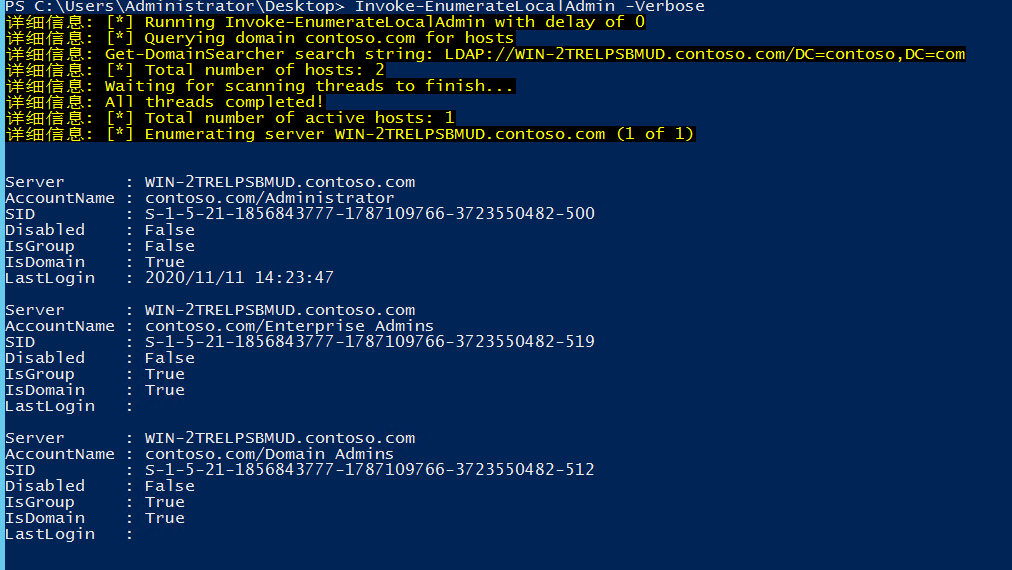 PS C:\Users\Administrator\Desktop> Invoke-EnumerateLocalAdmin -Verbose
详细信息: [*] Running Invoke-EnumerateLocalAdmin with delay of 0
详细信息: [*] Querying domain contoso.com for hosts
详细信息: Get-DomainSearcher search string: LDAP://WIN-2TRELPSBMUD.contoso.com/DC=contoso,DC=com
详细信息: [*] Total number of hosts: 2
详细信息: Waiting for scanning threads to finish...
详细信息: All threads completed!
详细信息: [*] Total number of active hosts: 1
详细信息: [*] Enumerating server WIN-2TRELPSBMUD.contoso.com (1 of 1)
Server      : WIN-2TRELPSBMUD.contoso.com
AccountName : contoso.com/Administrator
SID         : S-1-5-21-1856843777-1787109766-3723550482-500
Disabled    : False
IsGroup     : False
IsDomain    : True
LastLogin   : 2020/11/11 14:23:47
Server      : WIN-2TRELPSBMUD.contoso.com
AccountName : contoso.com/Enterprise Admins
SID         : S-1-5-21-1856843777-1787109766-3723550482-519
Disabled    : False
IsGroup     : True
IsDomain    : True
LastLogin   :
Server      : WIN-2TRELPSBMUD.contoso.com
AccountName : contoso.com/Domain Admins
SID         : S-1-5-21-1856843777-1787109766-3723550482-512
Disabled    : False
IsGroup     : True
IsDomain    : True
LastLogin   :